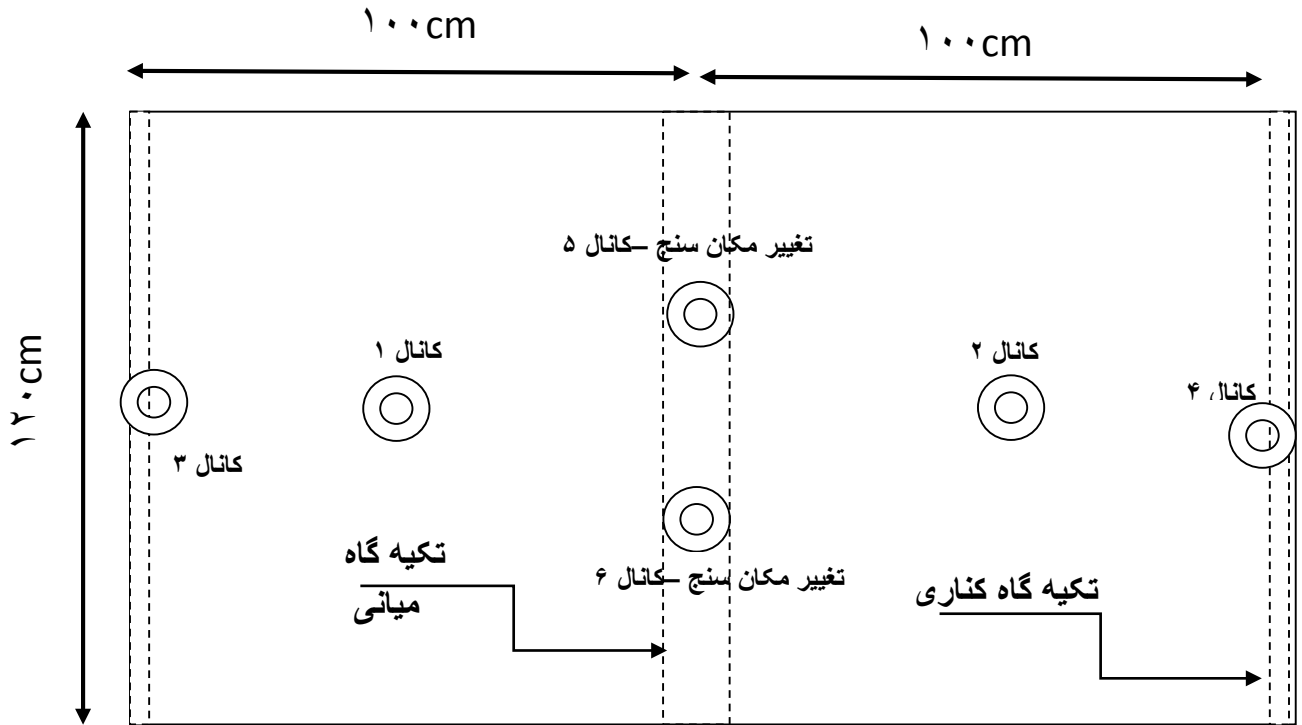 ۱۰۰cm
۱۰۰cm
۱۲۰cm
تغییر مکان سنج –کانال ۵
کانال ۱
کانال ۲
کانال ۴
کانال ۳
تکیه گاه
میانی
تغییر مکان سنج –کانال ۶
تکیه گاه کناری